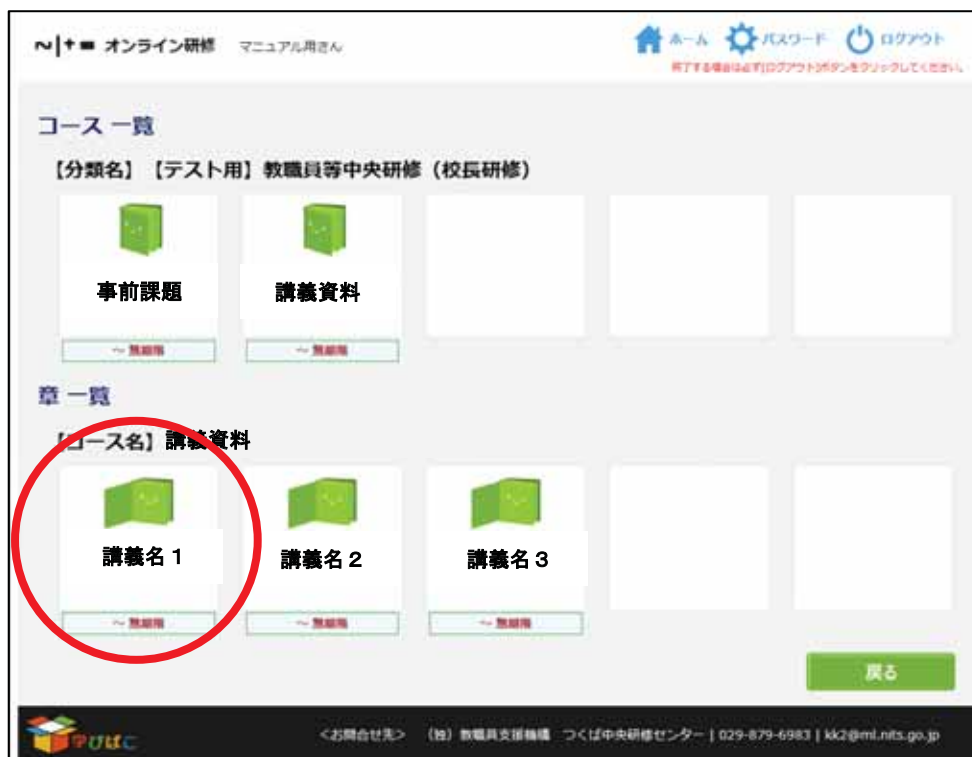 オンライン研修 マニュアル用さん
ホーム パスワード ログアウト
終了する場合は必ず[ログアウト]ボタンをクリックしてください。
コース 一覧
【分類名】【テスト用】教職員等中央研修（校長研修）
事前課題 講義資料
～ 無期限 ～ 無期限
章 一覧
【コース名】講義資料
講義名１ 講義名２ 講義名３
～ 無期限 ～ 無期限 ～ 無期限
戻る
学びばこ
＜お問合せ先＞ （独）教職員支援機構 つくば中央研修センター | 029-879-6983 | kk2@ml.nits.go.jp